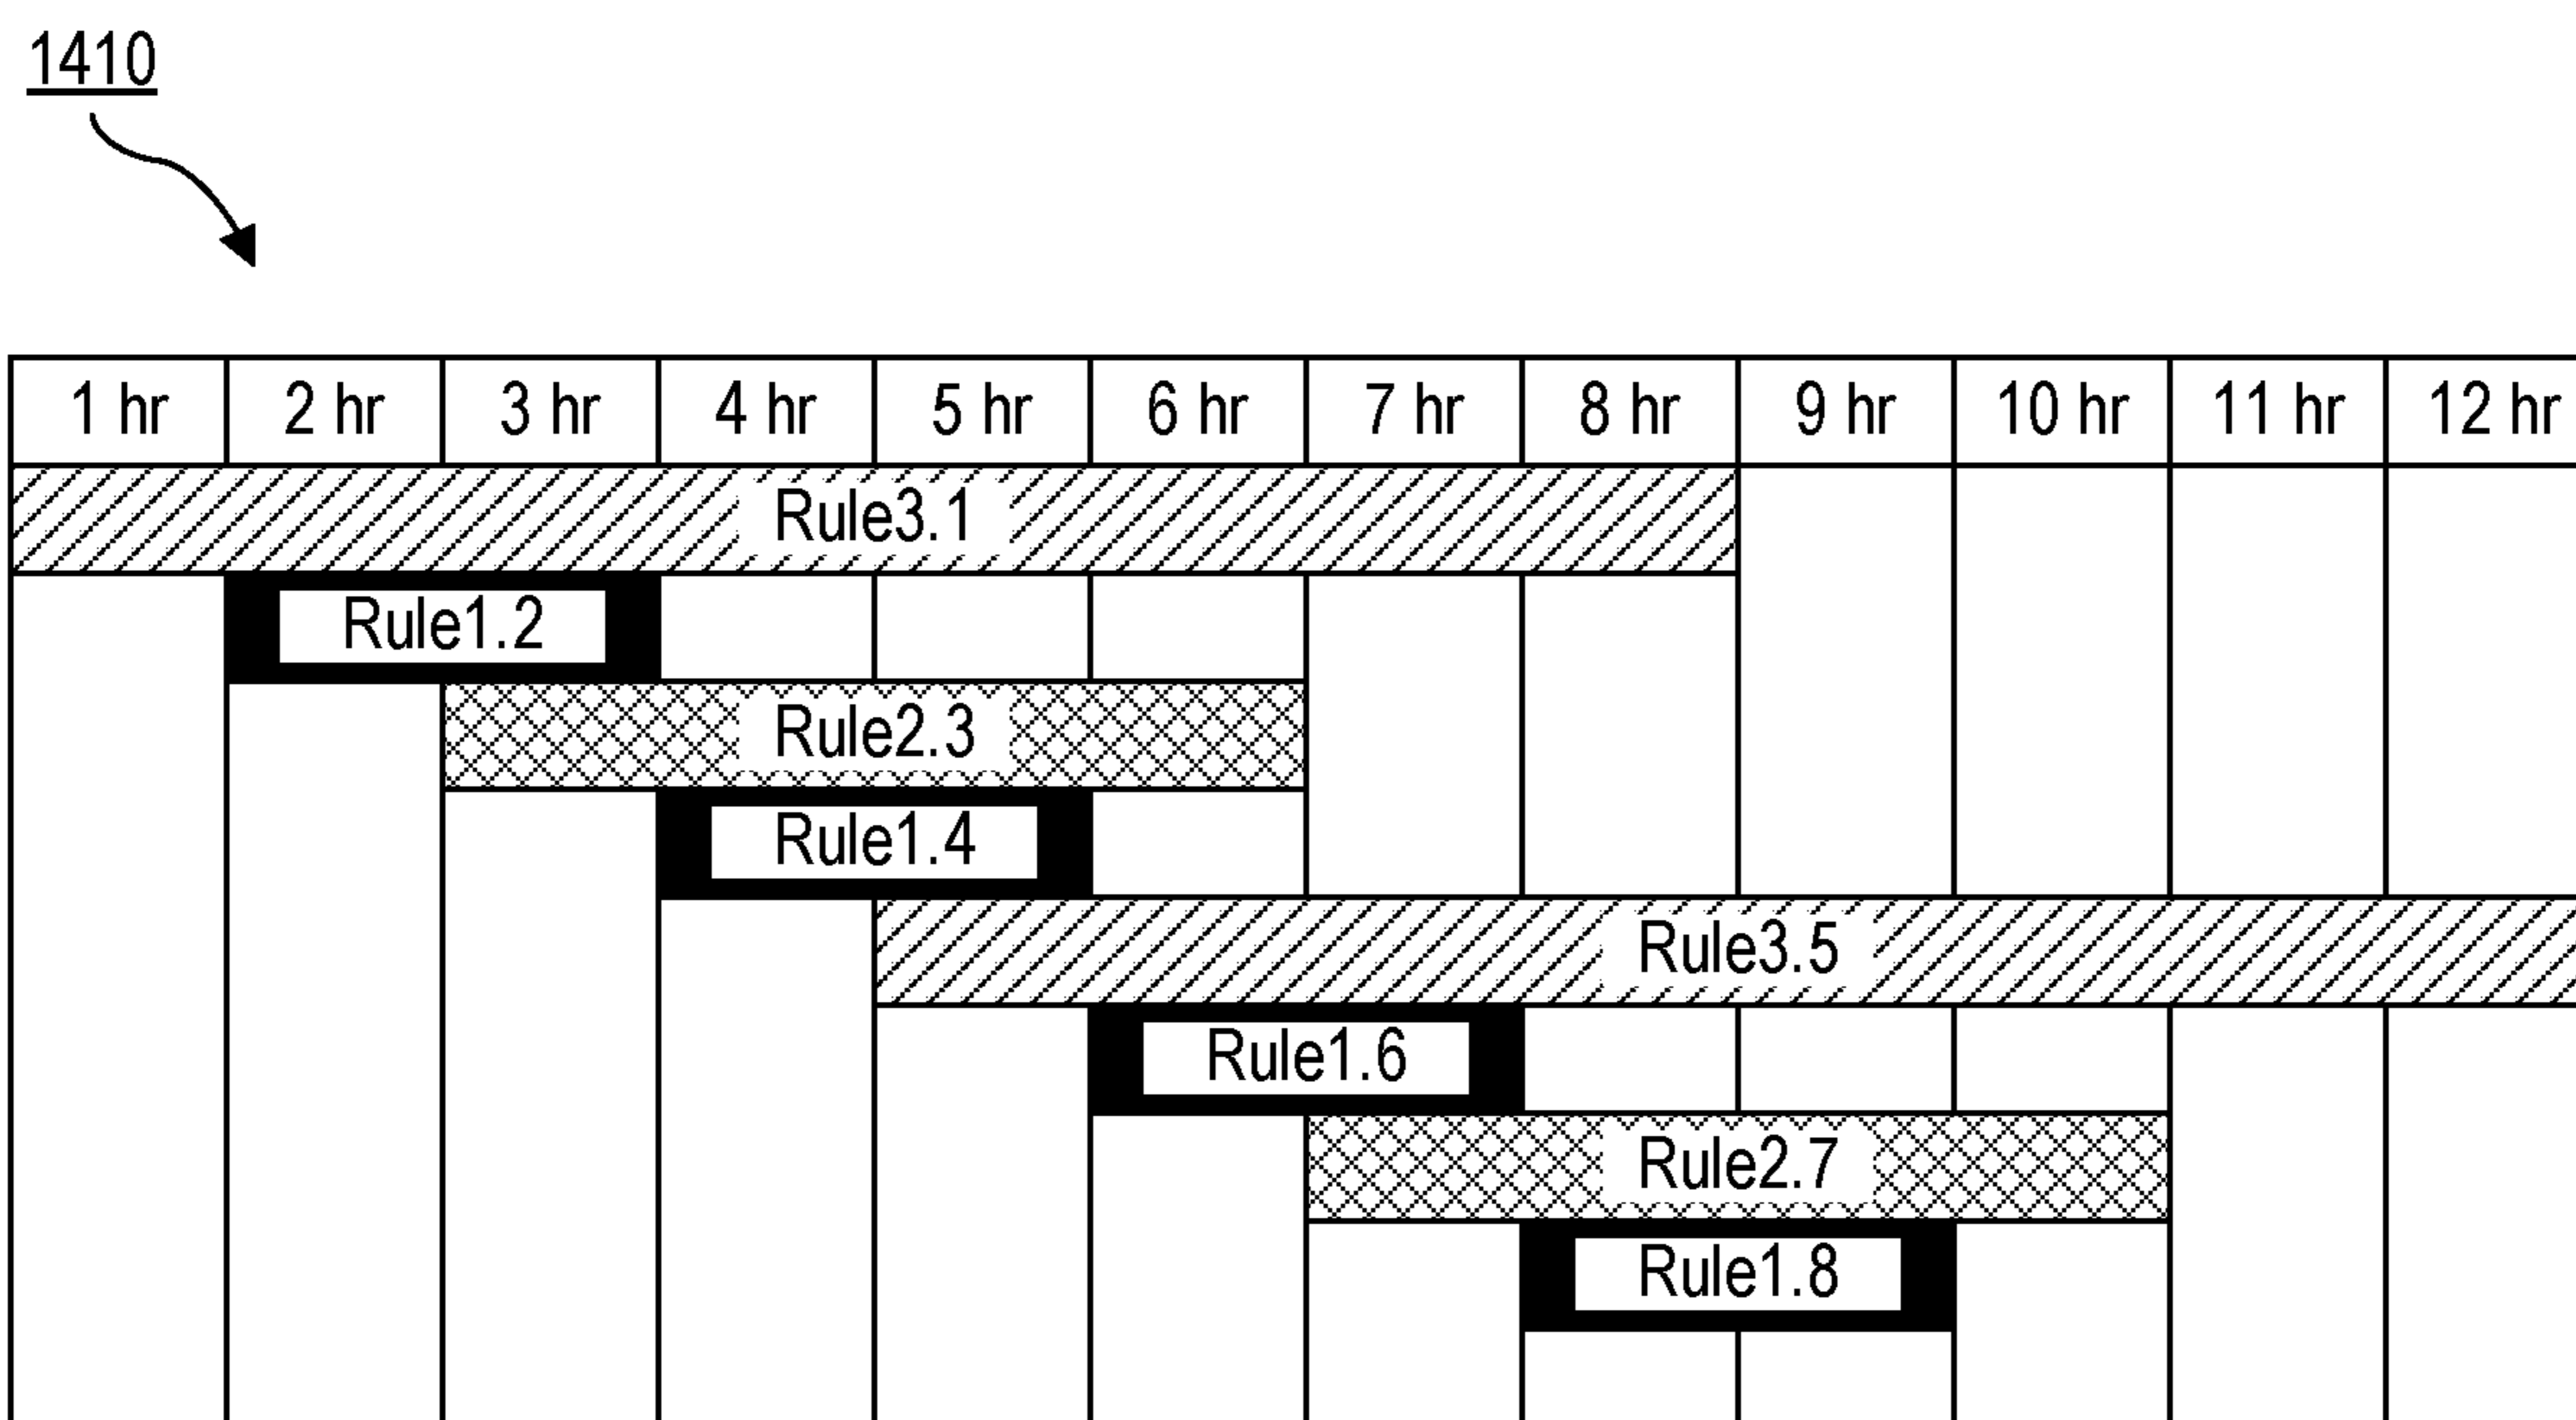 1410
1 hr 2 hr 3 hr 4 hr 5 hr 6 hr 7 hr 8 hr 9 hr 10 hr 11 hr 12 hr
Rule3.1
Rule1.2
Rule2.3
Rule1.4
Rule3.5
Rule1.6
Rule2.7
Rule1.8